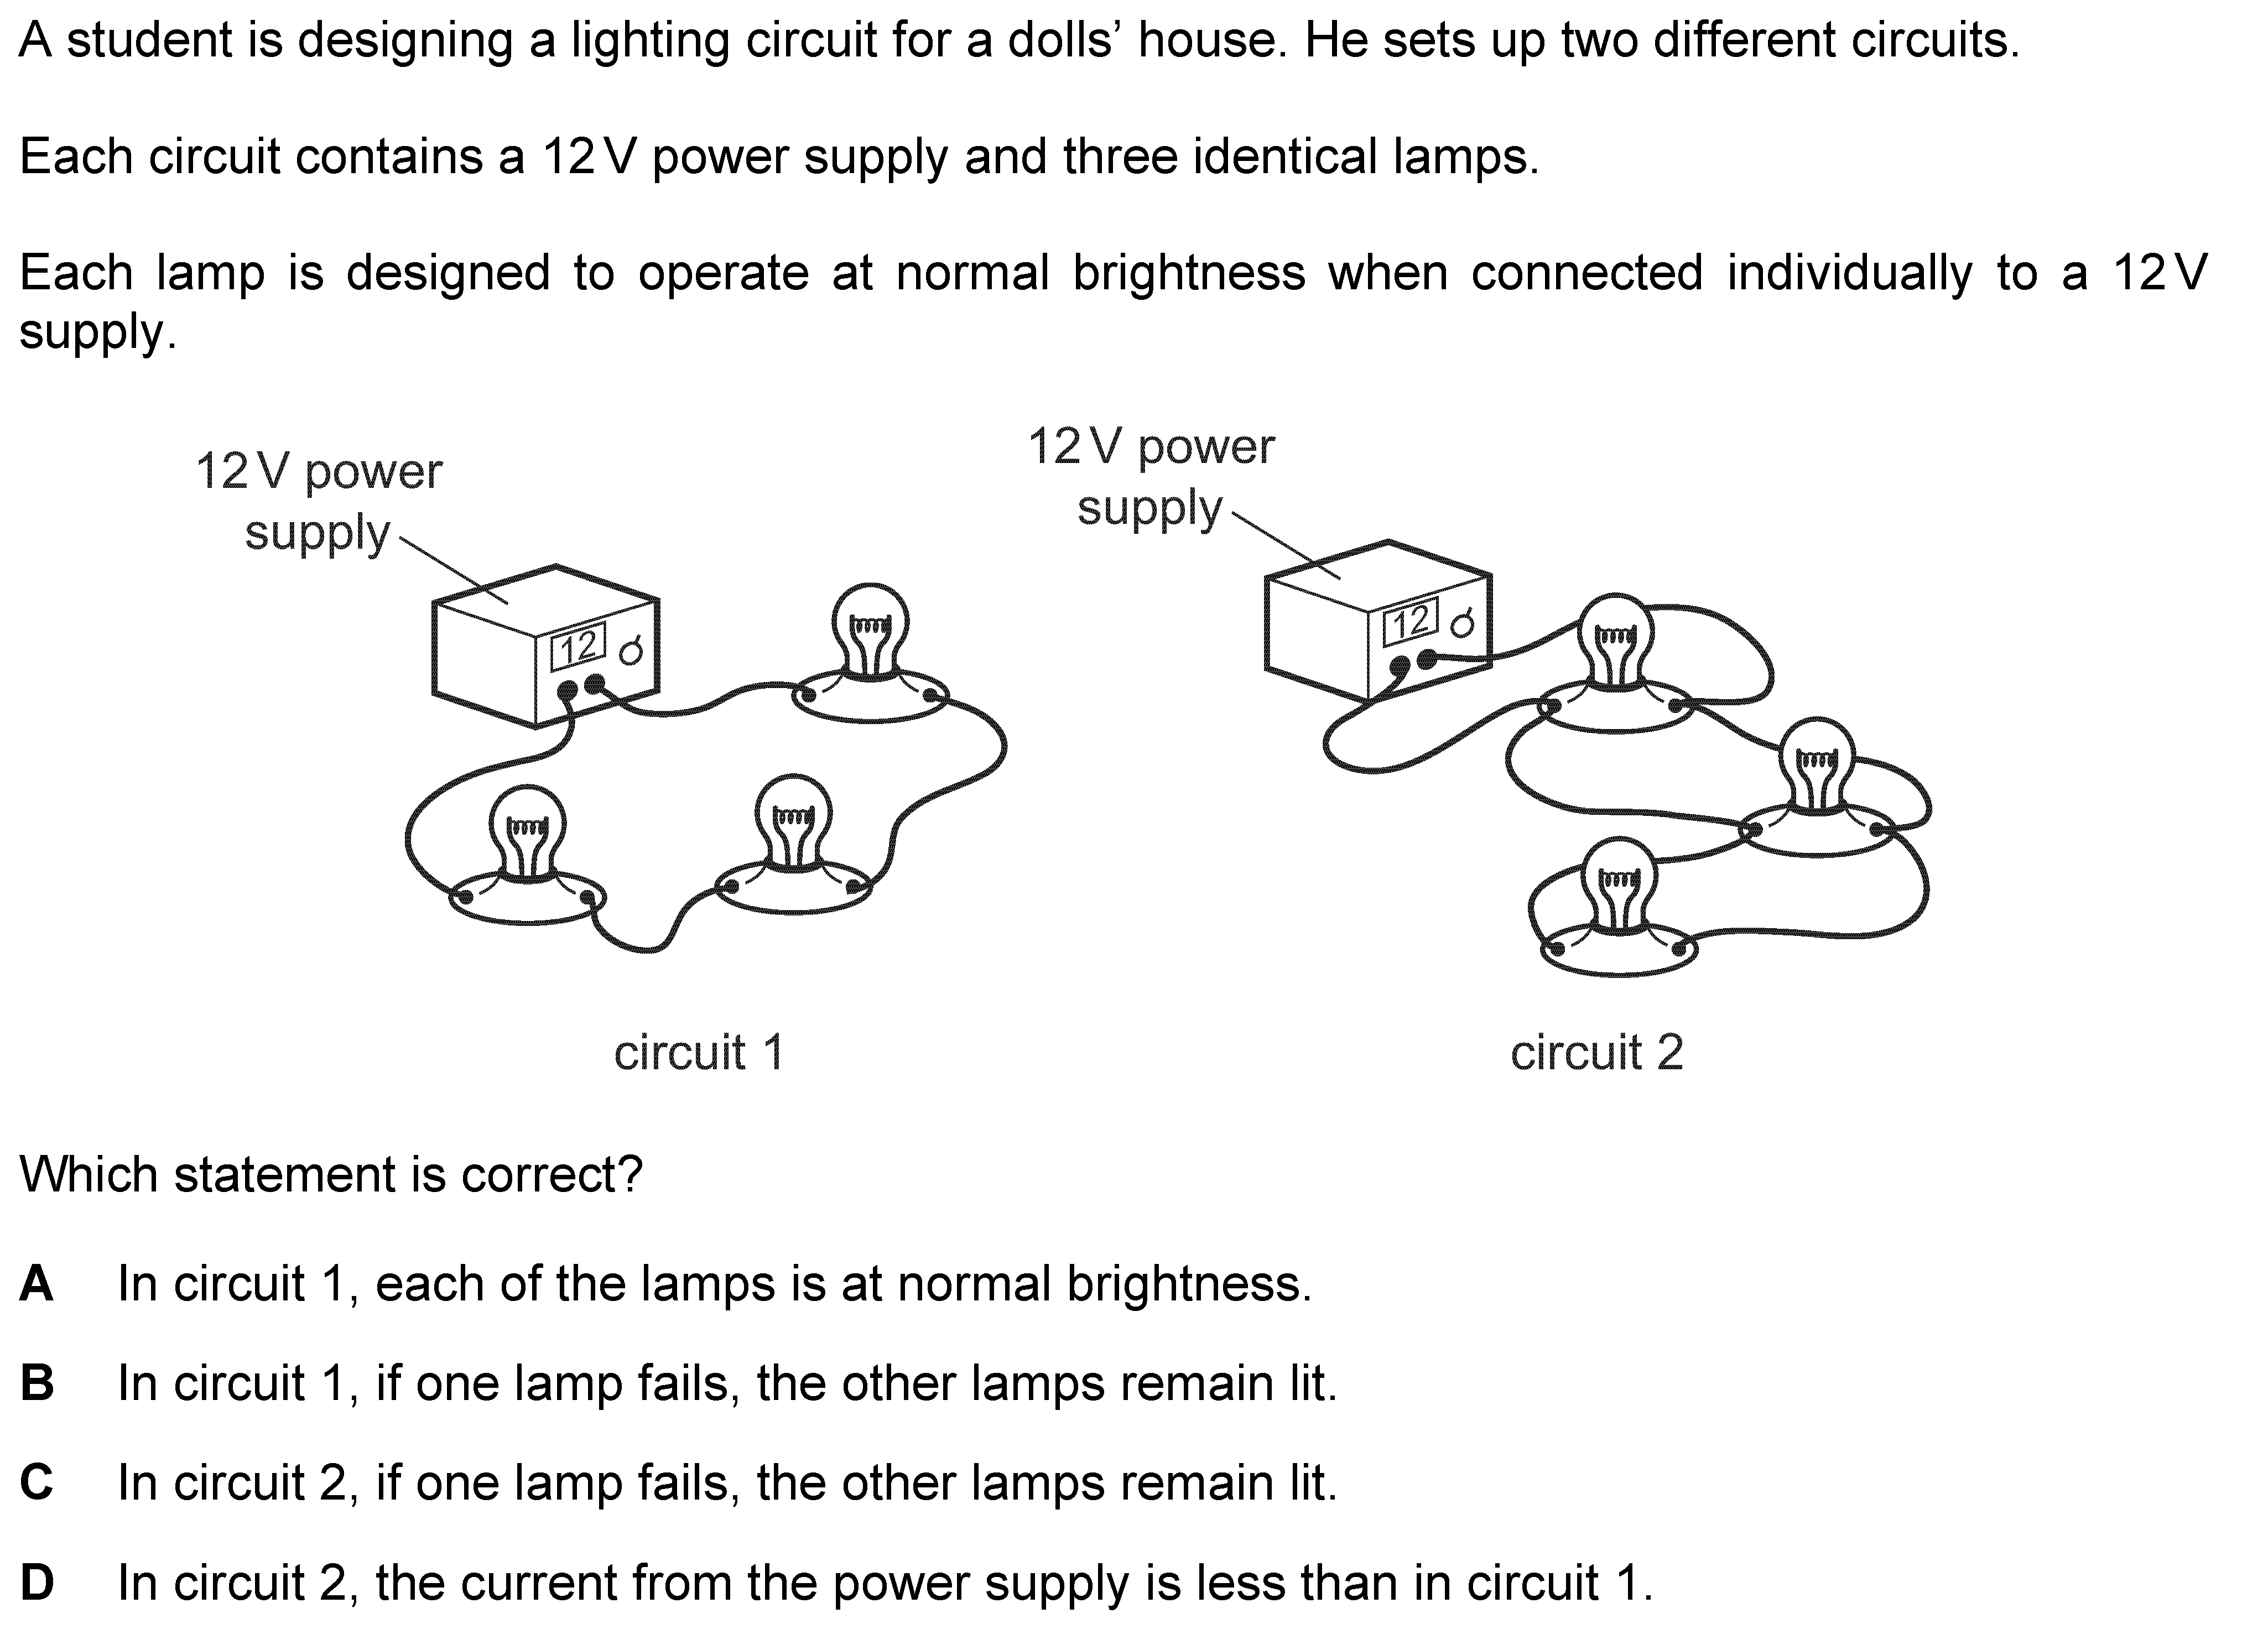 A student is designing a lighting circuit for a dolls’ house. He sets up two different circuits.
Each circuit contains a 12 V power supply and three identical lamps.
Each lamp is designed to operate at normal brightness when connected individually to a 12 V
supply.
12 V power
supply
12 V power
supply
12
12
circuit 1
circuit 2
Which statement is correct?
A In circuit 1, each of the lamps is at normal brightness.
B In circuit 1, if one lamp fails, the other lamps remain lit.
C In circuit 2, if one lamp fails, the other lamps remain lit.
D In circuit 2, the current from the power supply is less than in circuit 1.